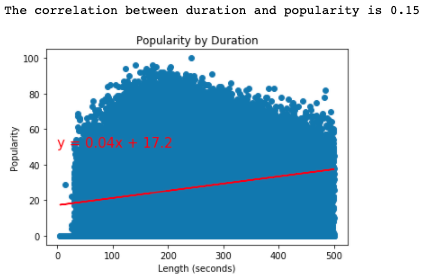 The correlation between duration and popularity is 0.15
Popularity by Duration
100
80
60
40
20
0
Popularity
y = 0.04x + 17.2
0 100 200 300 400 500
Length (seconds)